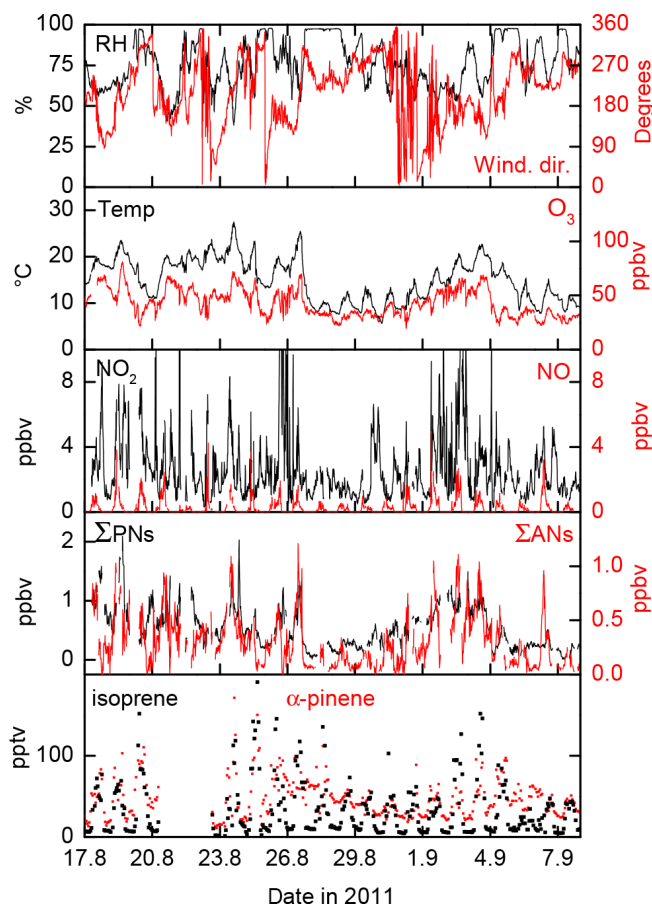 100 RH 360
75 270
% 50 180 Degrees
25 90
0 Wind. dir. 0
30 Temp O3
100
°C 20 ppbv
50
10
0 0
8 NO2 NO 8
ppbv 4 4 ppbv
0 0
2 ΣPNs ΣANs
1.0
ppbv 1 0.5 ppbv
0 0.0
isoprene α-pinene
pptv 100
0
17.8 20.8 23.8 26.8 29.8 1.9 4.9 7.9
Date in 2011